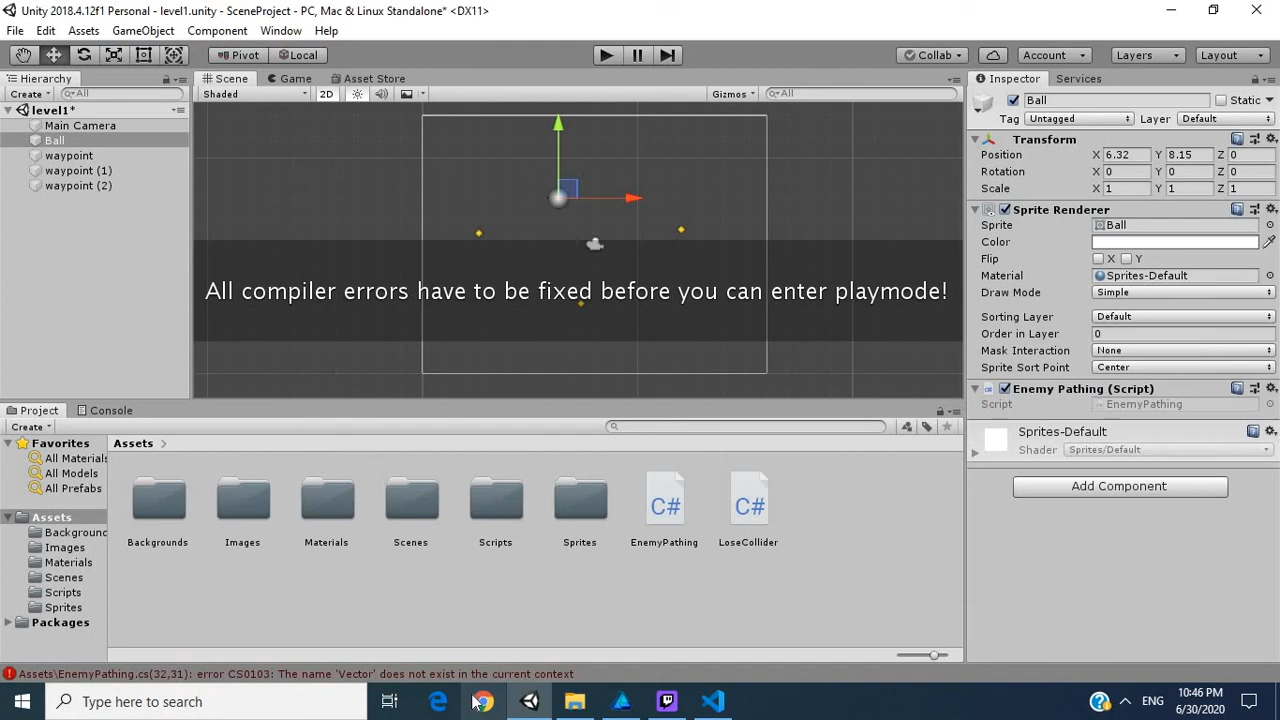 Unity 2018.4.12f1 Personal - level1.unity - SceneProject - PC, Mac & Linux Standalone* <DX11>
File Edit Assets GameObject Component Window Help
Pivot Local Collab Account Layers Layout
Hierarchy Scene Game Asset Store Inspector Services
Create All Shaded 2D Gizmos All Ball Static
level1* Tag Untagged Layer Default
Main Camera
Ball Transform
waypoint Position X 6.32 Y 8.15 Z 0
waypoint (1) Rotation X 0 Y 0 Z 0
waypoint (2) Scale X 1 Y 1 Z 1
Sprite Renderer
Sprite Ball
Color
Flip X Y
Material Sprites-Default
All compiler errors have to be fixed before you can enter playmode!
Draw Mode Simple
Sorting Layer Default
Order in Layer 0
Mask Interaction None
Sprite Sort Point Center
Enemy Pathing (Script)
Script EnemyPathing
Sprites-Default
Shader Sprites/Default
Add Component
Project Console
Create
Favorites Assets
All Materials
All Models
All Prefabs
Assets
Background
Images
Materials
Scenes
Scripts
Sprites
Packages
Backgrounds Images Materials Scenes Scripts Sprites EnemyPathing LoseCollider
C# C#
Assets\EnemyPathing.cs(32,31): error CS0103: The name 'Vector' does not exist in the current context
Type here to search ENG 10:46 PM
6/30/2020